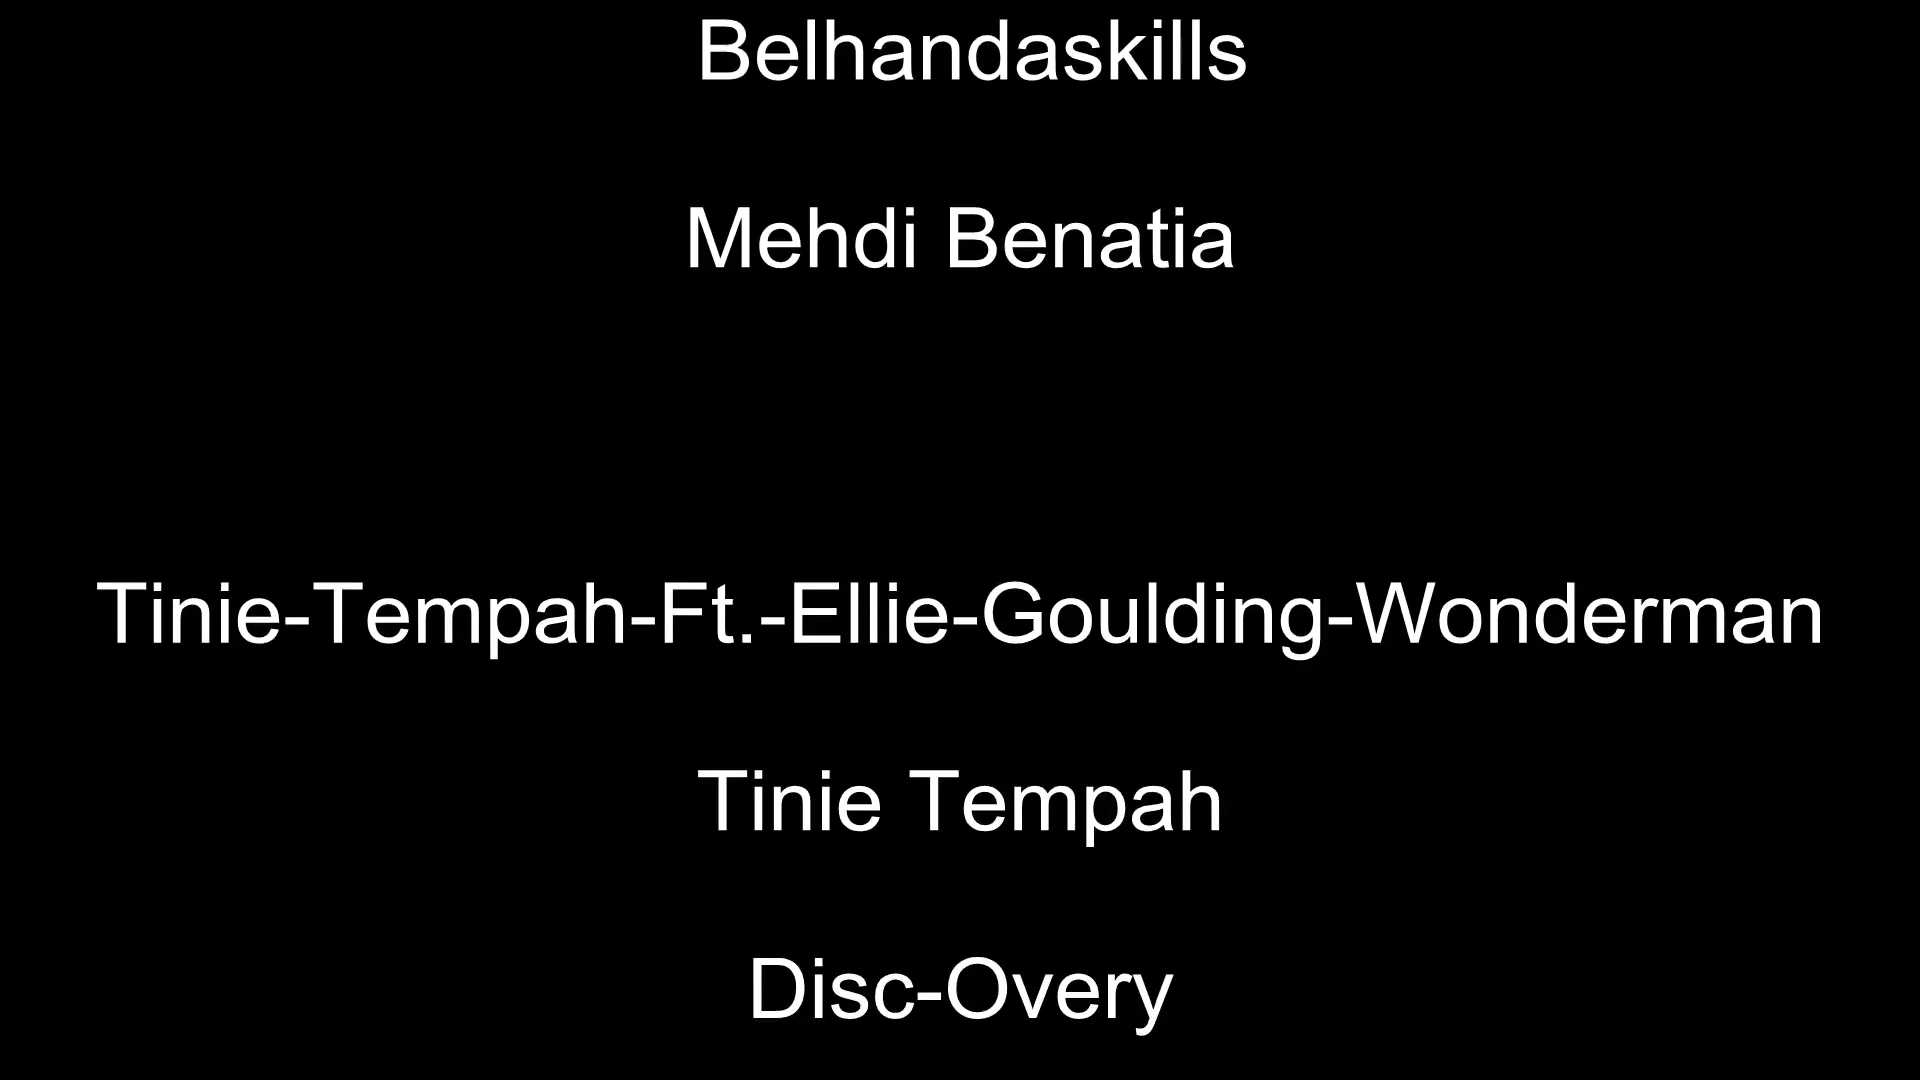 Belhandaskills
Mehdi Benatia
Tinie-Tempah-Ft.-Ellie-Goulding-Wonderman
Tinie Tempah
Disc-Overy